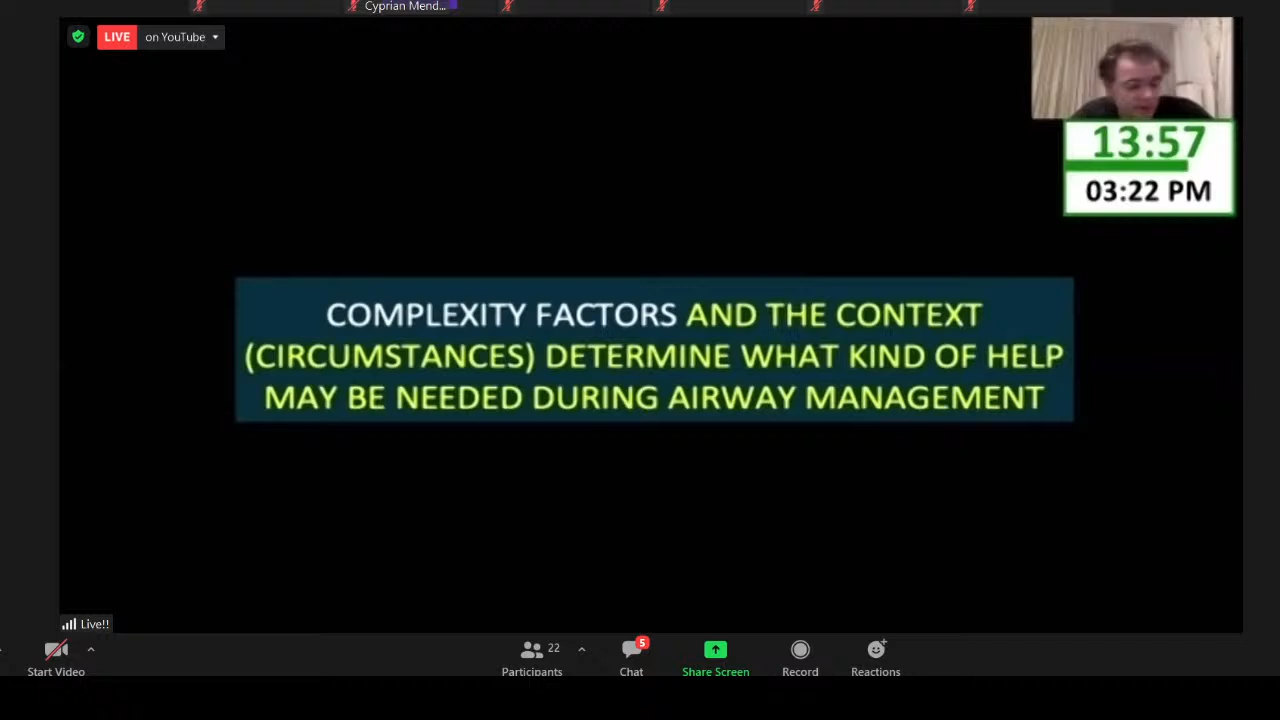 Cyprian Mend...
LIVE on YouTube
13:57
03:22 PM
COMPLEXITY FACTORS AND THE CONTEXT
(CIRCUMSTANCES) DETERMINE WHAT KIND OF HELP
MAY BE NEEDED DURING AIRWAY MANAGEMENT
Live!!
22
5
Start Video
Participants
Chat
Share Screen
Record
Reactions